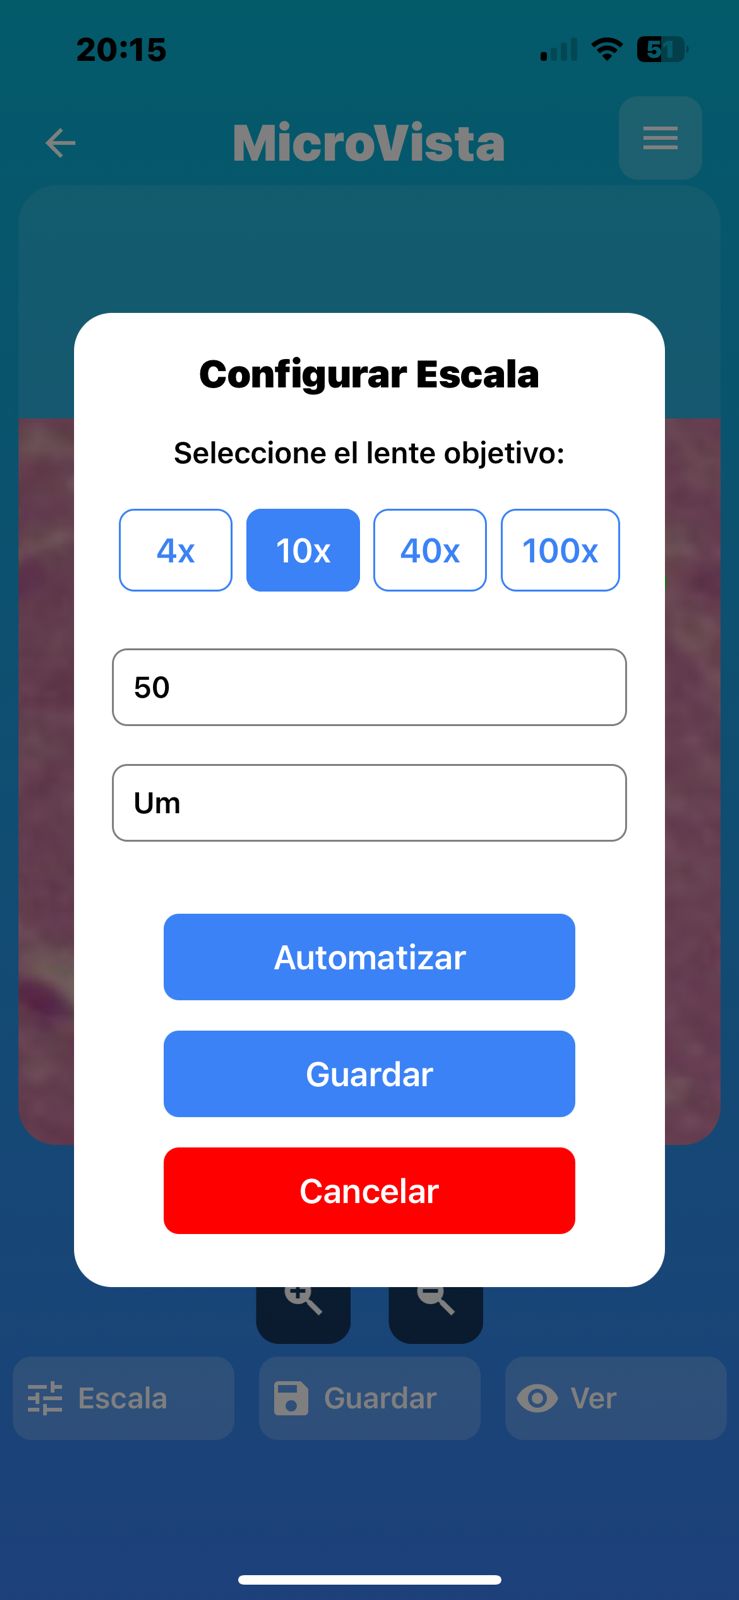 20:15
51
MicroVista
Configurar Escala
Seleccione el lente objetivo:
4x 10x 40x 100x
50
Um
Automatizar
Guardar
Cancelar
Escala Guardar Ver